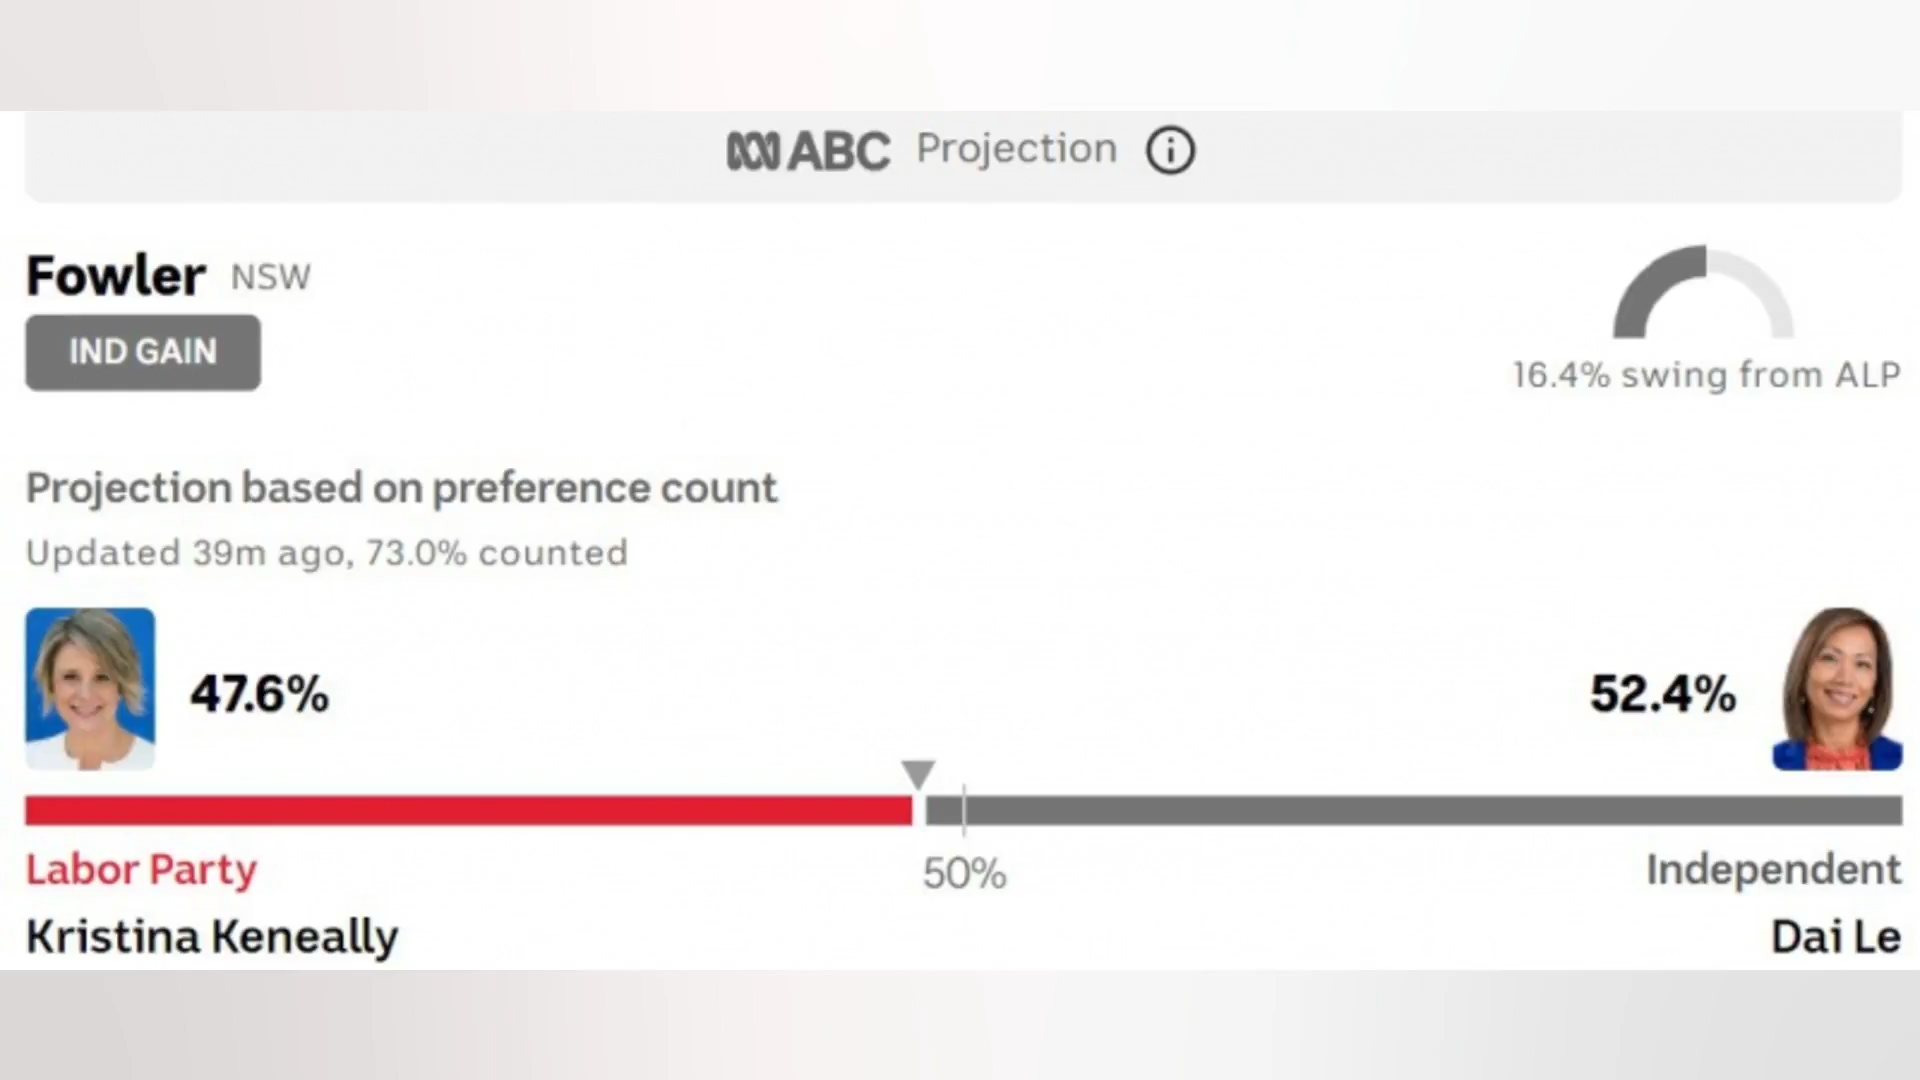 ABC Projection
Fowler NSW
IND GAIN
16.4% swing from ALP
Projection based on preference count
Updated 39m ago, 73.0% counted
47.6%
52.4%
50%
Labor Party
Independent
Kristina Keneally
Dai Le